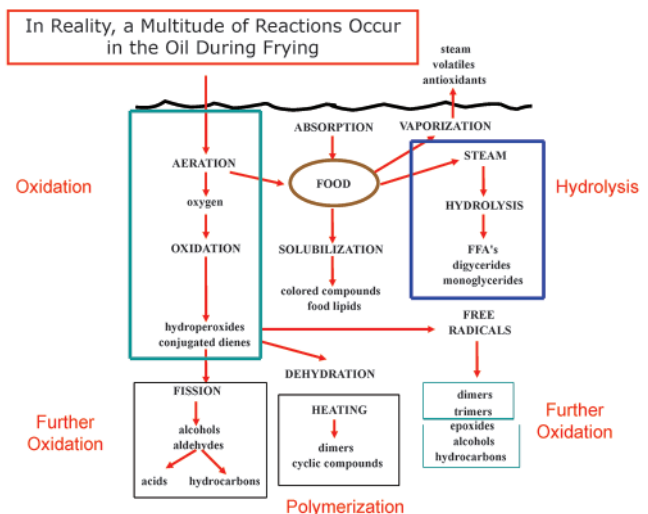 In Reality, a Multitude of Reactions Occur
in the Oil During Frying
steam
volatiles
antioxidants
ABSORPTION
VAPORIZATION
Oxidation
AERATION
oxygen
OXIDATION
hydroperoxides
conjugated dienes
FOOD
SOLUBILIZATION
colored compounds
food lipids
STEAM
HYDROLYSIS
FFA's
digycerides
monoglycerides
Hydrolysis
FREE
RADICALS
DEHYDRATION
Further
Oxidation
FISSION
alcohols
aldehydes
acids
hydrocarbons
HEATING
dimers
cyclic compounds
Polymerization
dimers
trimers
epoxides
alcohols
hydrocarbons
Further
Oxidation